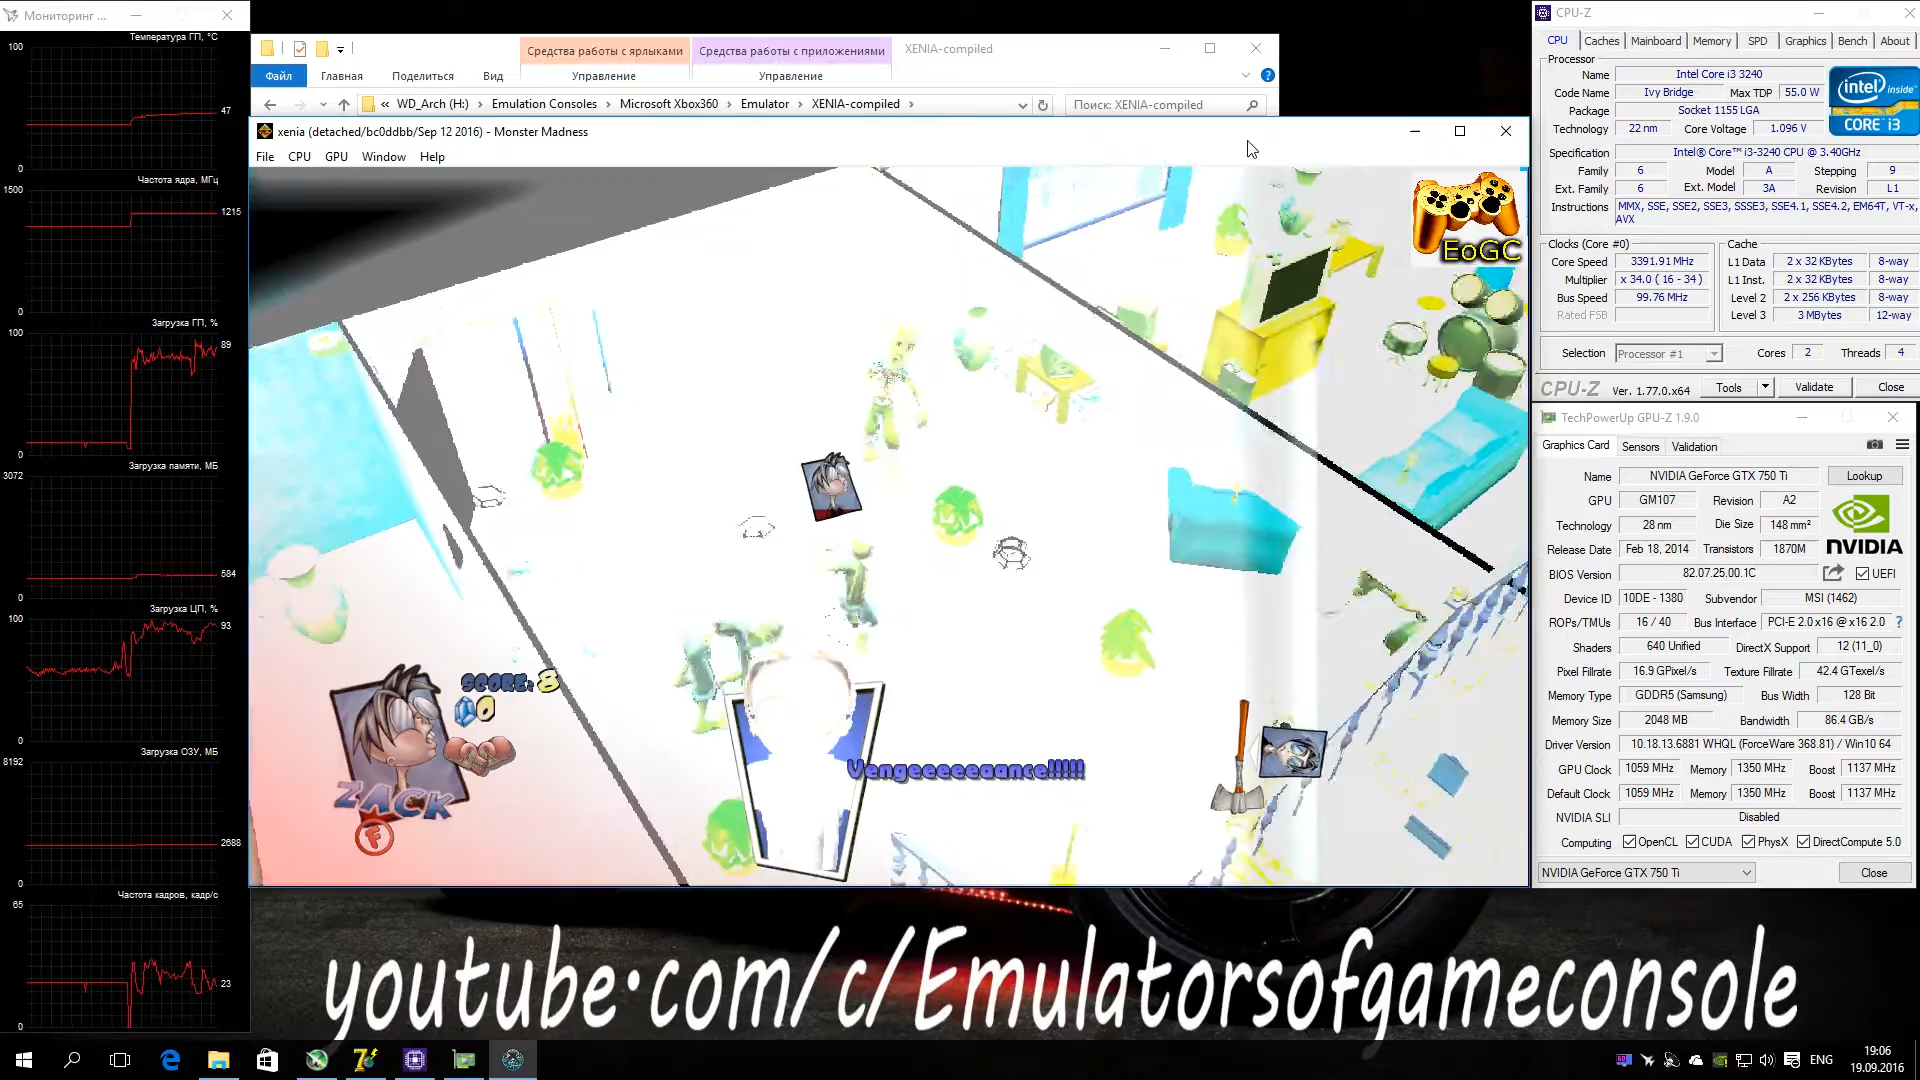 Мониторинг ...
Температура ГП, °C
100
47
0
Частота ядра, МГц
1500
1215
0
Загрузка ГП, %
100
89
0
Загрузка памяти, МБ
3072
584
0
Загрузка ЦП, %
100
93
0
Загрузка ОЗУ, МБ
8192
2688
0
Частота кадров, кадр/с
65
23
0
Средства работы с ярлыками
Средства работы с приложениями
XENIA-compiled
Файл
Главная
Поделиться
Вид
Управление
Управление
« WD_Arch (H:) › Emulation Consoles › Microsoft Xbox360 › Emulator › XENIA-compiled ›
Поиск: XENIA-compiled
xenia (detached/bc0ddbb/Sep 12 2016) - Monster Madness
File CPU GPU Window Help
EoGC
SCORE: 8
0
ZACK
F
Vengeeeeeaance!!!!!
CPU-Z
CPU Caches Mainboard Memory SPD Graphics Bench About
Processor
Name Intel Core i3 3240
Code Name Ivy Bridge Max TDP 55.0 W
Package Socket 1155 LGA
Technology 22 nm Core Voltage 1.096 V
intel inside™
CORE i3
Specification Intel® Core™ i3-3240 CPU @ 3.40GHz
Family 6 Model A Stepping 9
Ext. Family 6 Ext. Model 3A Revision L1
Instructions MMX, SSE, SSE2, SSE3, SSSE3, SSE4.1, SSE4.2, EM64T, VT-x,
AVX
Clocks (Core #0)
Core Speed 3391.91 MHz
Multiplier x 34.0 ( 16 - 34 )
Bus Speed 99.76 MHz
Rated FSB
Cache
L1 Data 2 x 32 KBytes 8-way
L1 Inst. 2 x 32 KBytes 8-way
Level 2 2 x 256 KBytes 8-way
Level 3 3 MBytes 12-way
Selection Processor #1 Cores 2 Threads 4
CPU-Z Ver. 1.77.0.x64 Tools Validate Close
TechPowerUp GPU-Z 1.9.0
Graphics Card Sensors Validation
Name NVIDIA GeForce GTX 750 Ti Lookup
GPU GM107 Revision A2
Technology 28 nm Die Size 148 mm²
Release Date Feb 18, 2014 Transistors 1870M
NVIDIA
BIOS Version 82.07.25.00.1C UEFI
Device ID 10DE - 1380 Subvendor MSI (1462)
ROPs/TMUs 16 / 40 Bus Interface PCI-E 2.0 x16 @ x16 2.0 ?
Shaders 640 Unified DirectX Support 12 (11_0)
Pixel Fillrate 16.9 GPixel/s Texture Fillrate 42.4 GTexel/s
Memory Type GDDR5 (Samsung) Bus Width 128 Bit
Memory Size 2048 MB Bandwidth 86.4 GB/s
Driver Version 10.18.13.6881 WHQL (ForceWare 368.81) / Win10 64
GPU Clock 1059 MHz Memory 1350 MHz Boost 1137 MHz
Default Clock 1059 MHz Memory 1350 MHz Boost 1137 MHz
NVIDIA SLI Disabled
Computing OpenCL CUDA PhysX DirectCompute 5.0
NVIDIA GeForce GTX 750 Ti Close
youtube.com/c/Emulatorsofgameconsole
ENG
19:06
19.09.2016